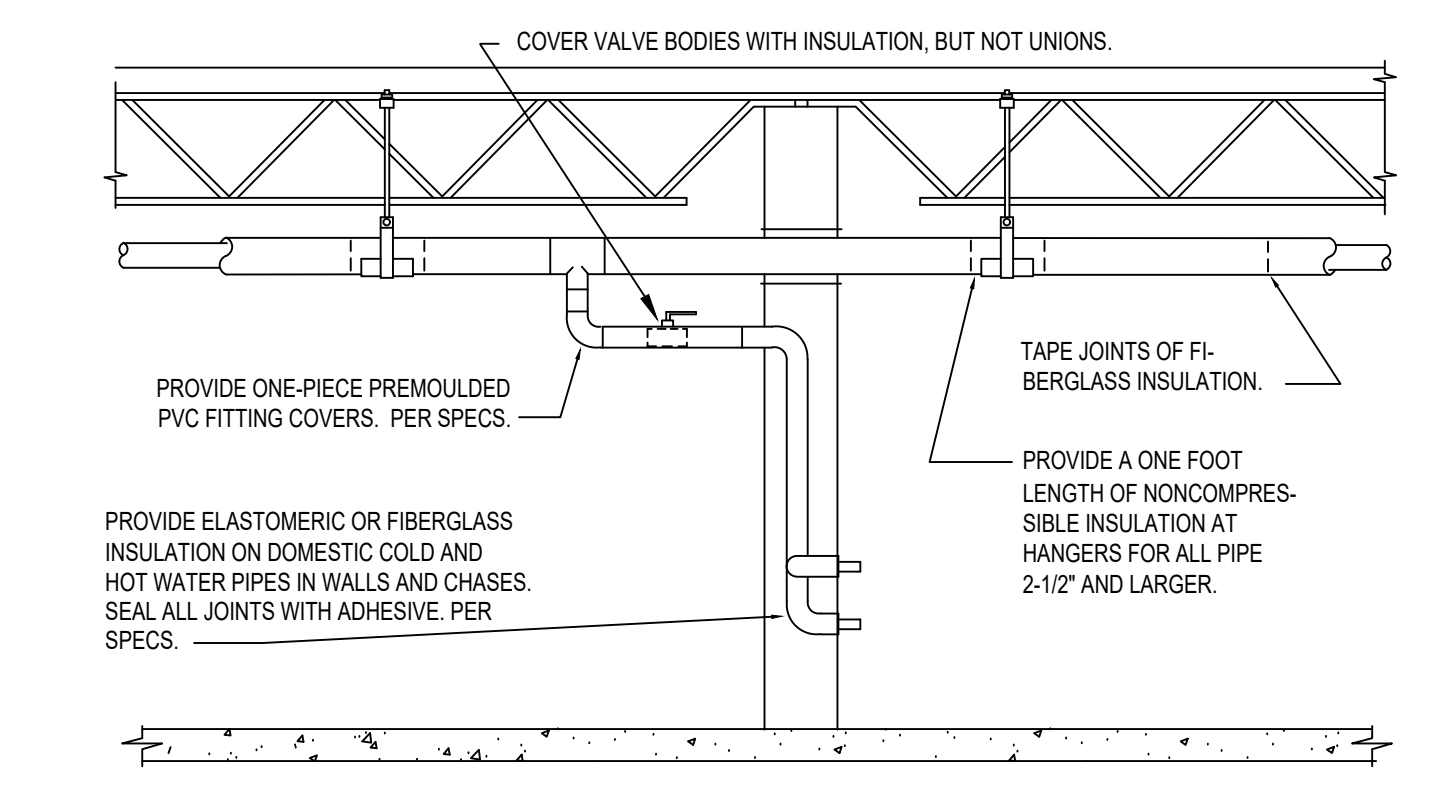 COVER VALVE BODIES WITH INSULATION, BUT NOT UNIONS.
TAPE JOINTS OF FI-
BERGLASS INSULATION.
PROVIDE ONE-PIECE PREMOULDED
PVC FITTING COVERS.  PER SPECS.
PROVIDE A ONE FOOT
LENGTH OF NONCOMPRES-
SIBLE INSULATION AT
HANGERS FOR ALL PIPE
2-1/2" AND LARGER.
PROVIDE ELASTOMERIC OR FIBERGLASS
INSULATION ON DOMESTIC COLD AND
HOT WATER PIPES IN WALLS AND CHASES.
SEAL ALL JOINTS WITH ADHESIVE. PER
SPECS.